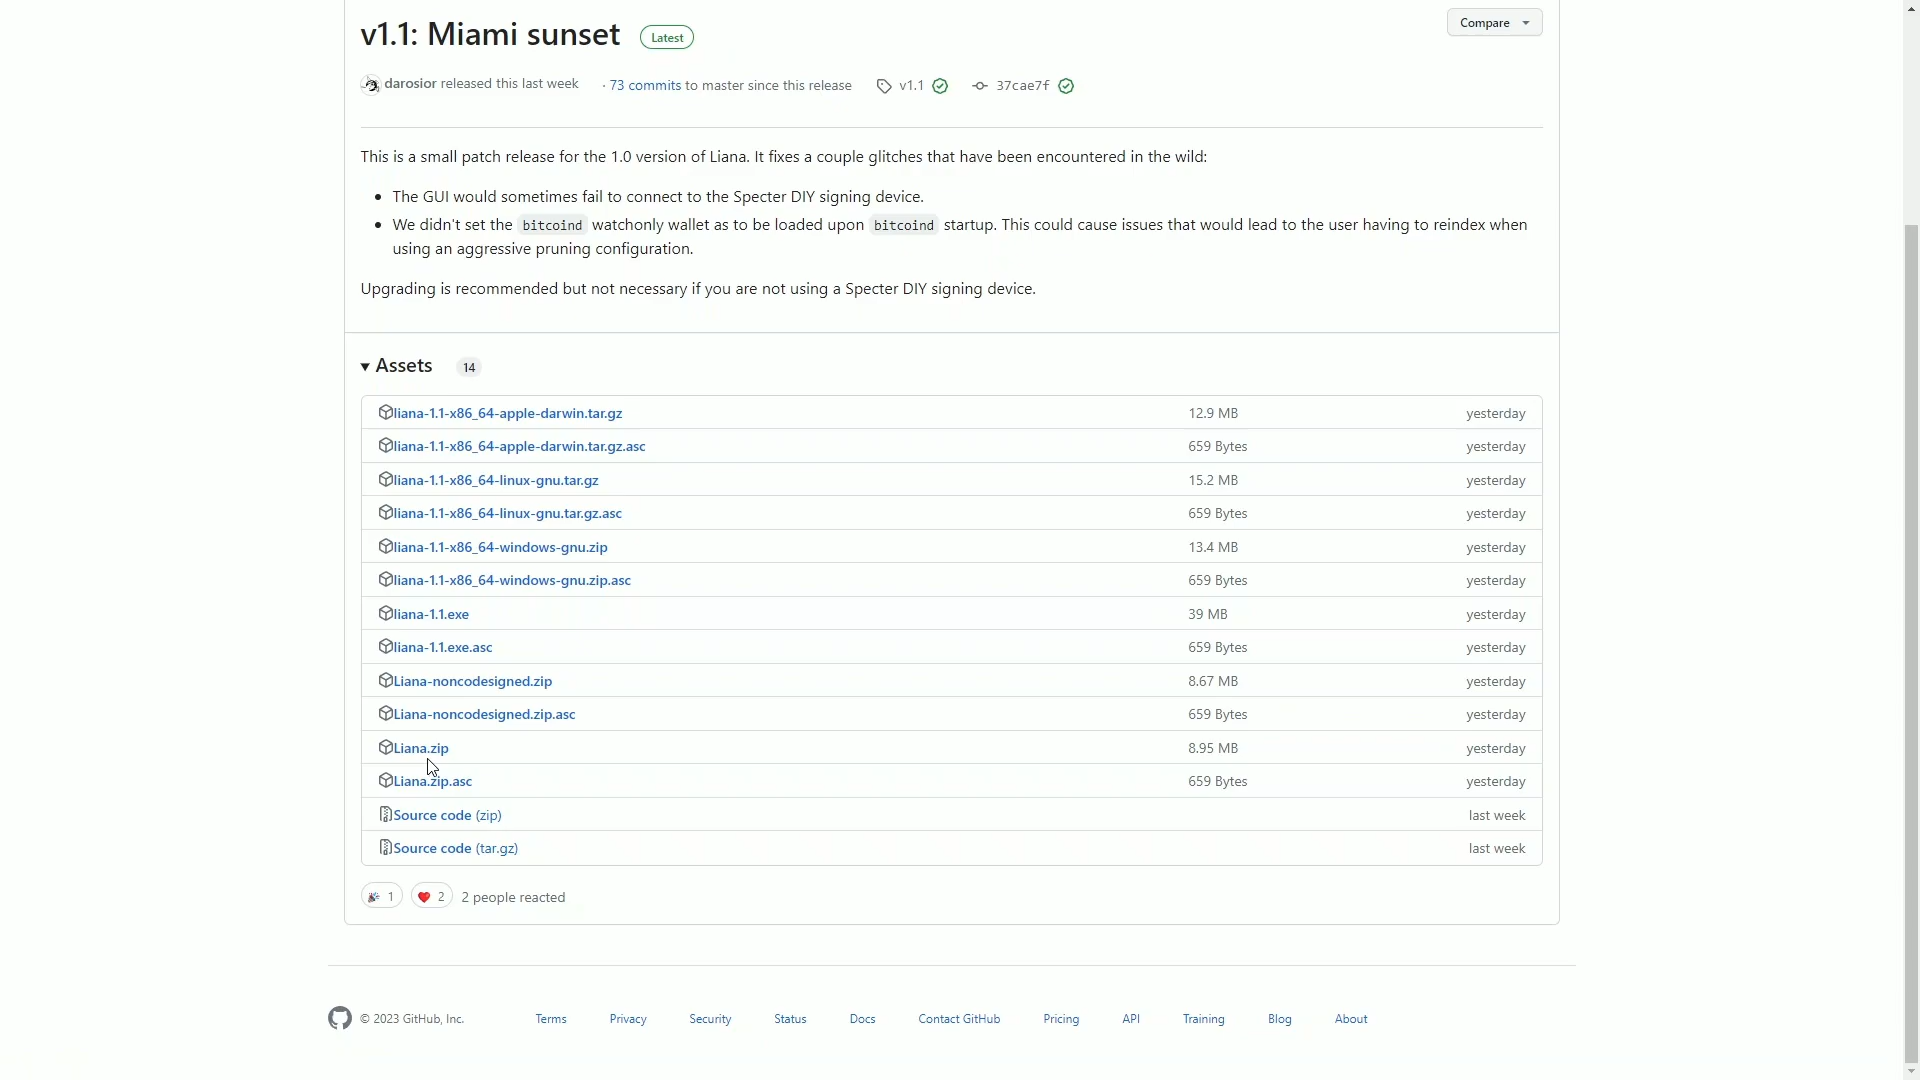 v1.1: Miami sunset Latest Compare
darosior released this last week · 73 commits to master since this release v1.1 37cae7f
This is a small patch release for the 1.0 version of Liana. It fixes a couple glitches that have been encountered in the wild:
• The GUI would sometimes fail to connect to the Specter DIY signing device.
• We didn't set the bitcoind watchonly wallet as to be loaded upon bitcoind startup. This could cause issues that would lead to the user having to reindex when
using an aggressive pruning configuration.
Upgrading is recommended but not necessary if you are not using a Specter DIY signing device.
Assets 14
liana-1.1-x86_64-apple-darwin.tar.gz 12.9 MB yesterday
liana-1.1-x86_64-apple-darwin.tar.gz.asc 659 Bytes yesterday
liana-1.1-x86_64-linux-gnu.tar.gz 15.2 MB yesterday
liana-1.1-x86_64-linux-gnu.tar.gz.asc 659 Bytes yesterday
liana-1.1-x86_64-windows-gnu.zip 13.4 MB yesterday
liana-1.1-x86_64-windows-gnu.zip.asc 659 Bytes yesterday
liana-1.1.exe 39 MB yesterday
liana-1.1.exe.asc 659 Bytes yesterday
Liana-noncodesigned.zip 8.67 MB yesterday
Liana-noncodesigned.zip.asc 659 Bytes yesterday
Liana.zip 8.95 MB yesterday
Liana.zip.asc 659 Bytes yesterday
Source code (zip) last week
Source code (tar.gz) last week
1 2 2 people reacted
© 2023 GitHub, Inc. Terms Privacy Security Status Docs Contact GitHub Pricing API Training Blog About